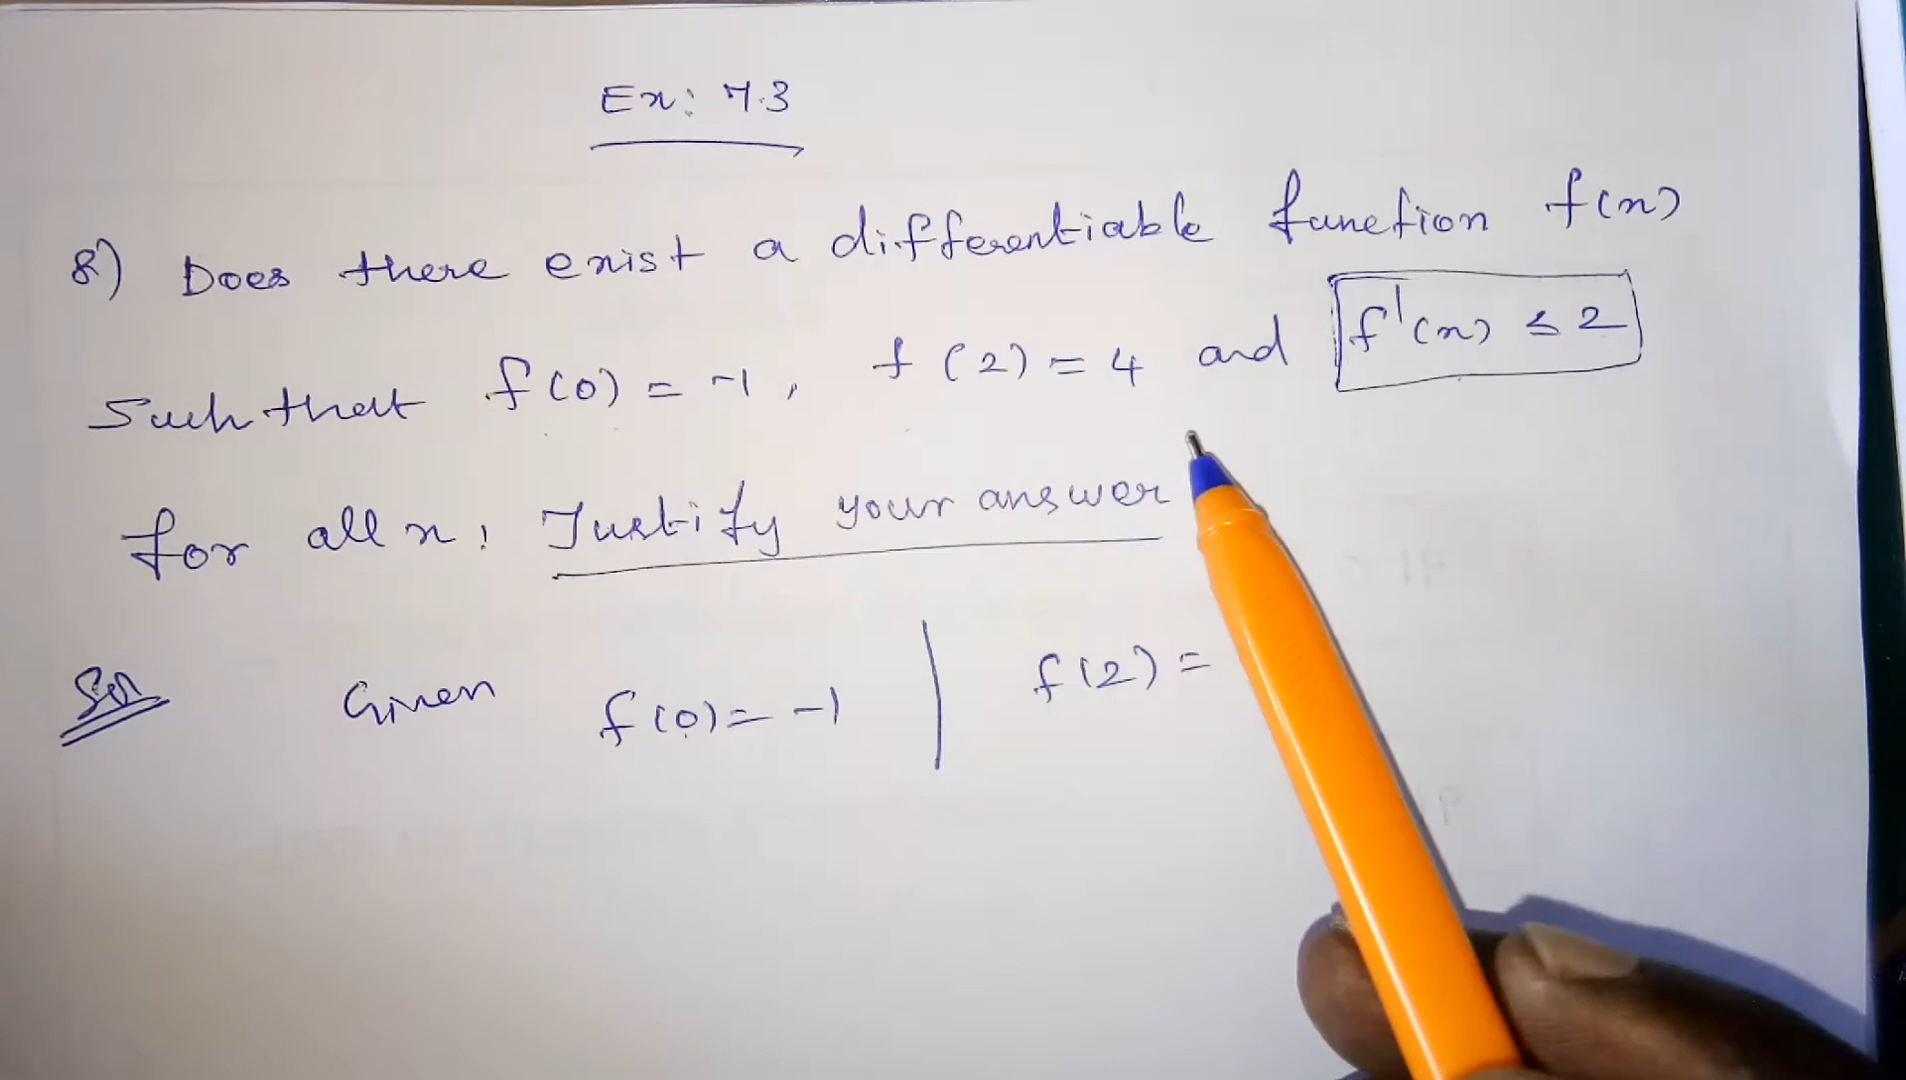 Ex: 7.3
8) Does there exist a differentiable function f(x)
Such that f(0) = -1, f(2) = 4 and f'(x) ≤ 2
for all x. Justify your answer
Sol Given f(0) = -1 | f(2) =